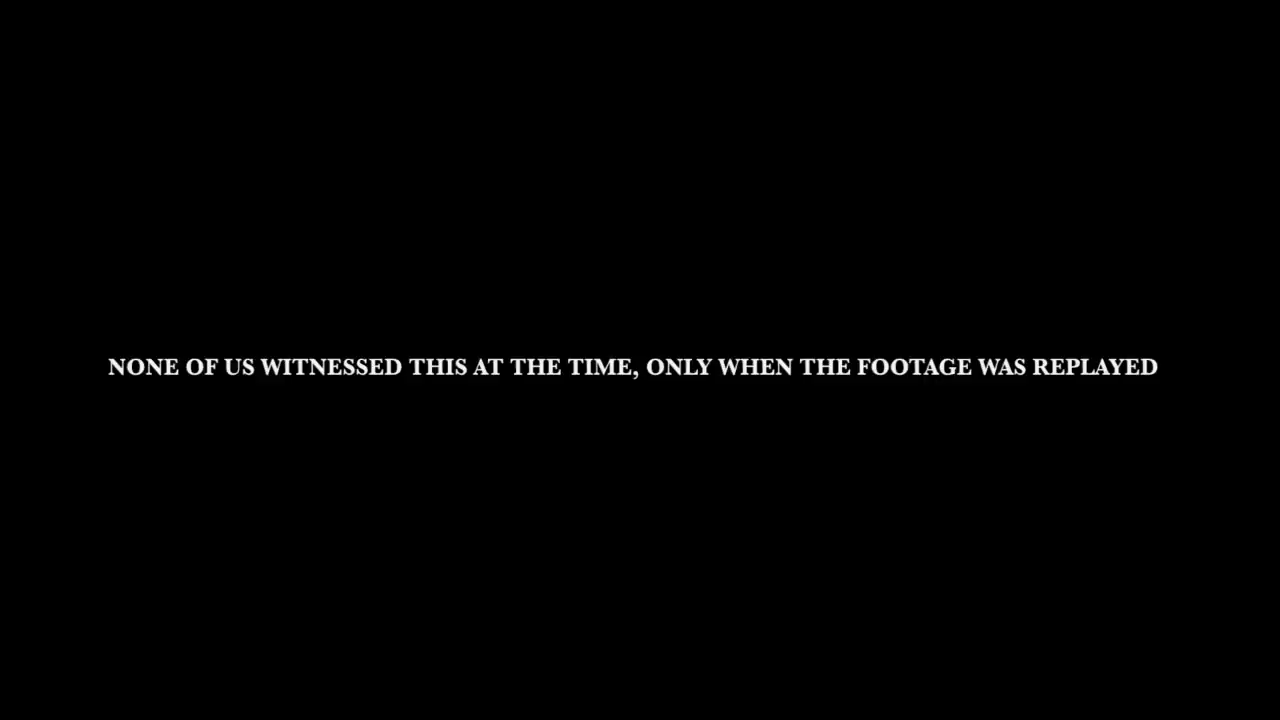 NONE OF US WITNESSED THIS AT THE TIME, ONLY WHEN THE FOOTAGE WAS REPLAYED